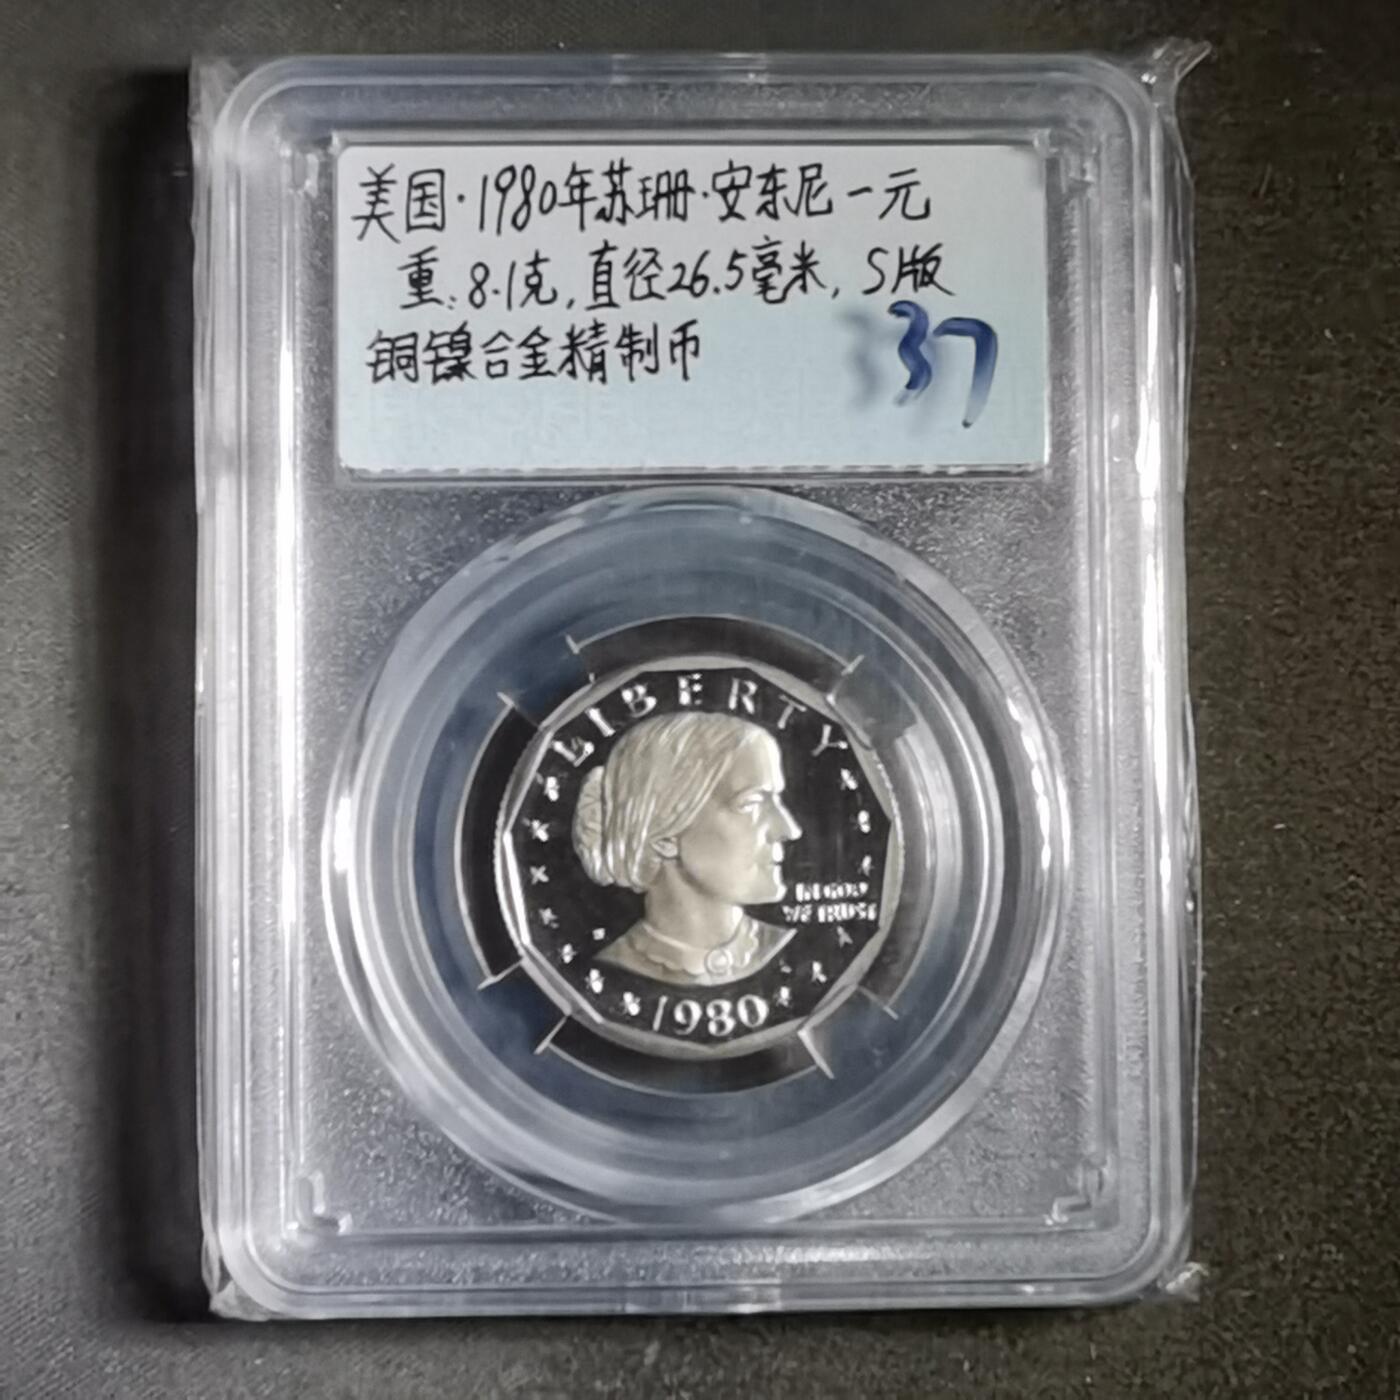 美国·1980年苏珊·安东尼一元
重:8.1克,直径26.5毫米,S版
铜镍合金精制币
37
LIBERTY
IN GOD
WE TRUST
1980